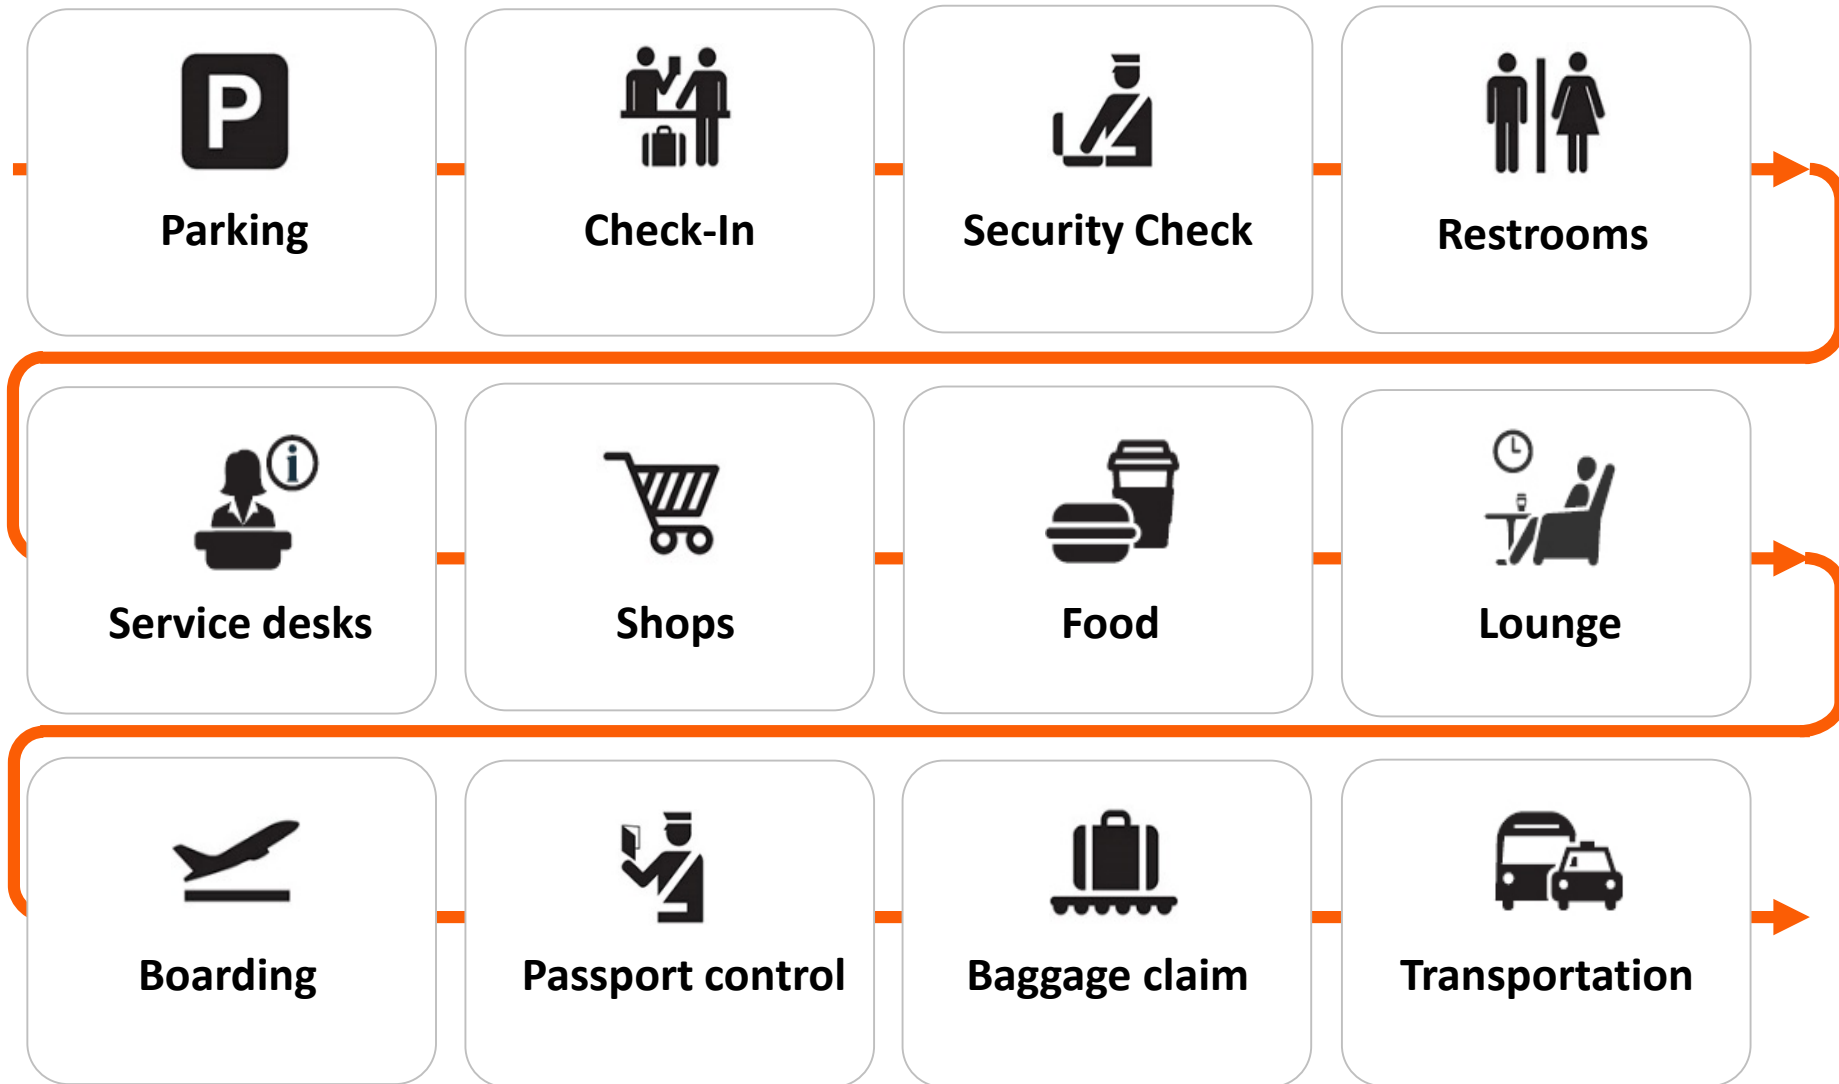 P
Parking
Check-In
Security Check
Restrooms
i
Service desks
Shops
Food
Lounge
Boarding
Passport control
Baggage claim
Transportation